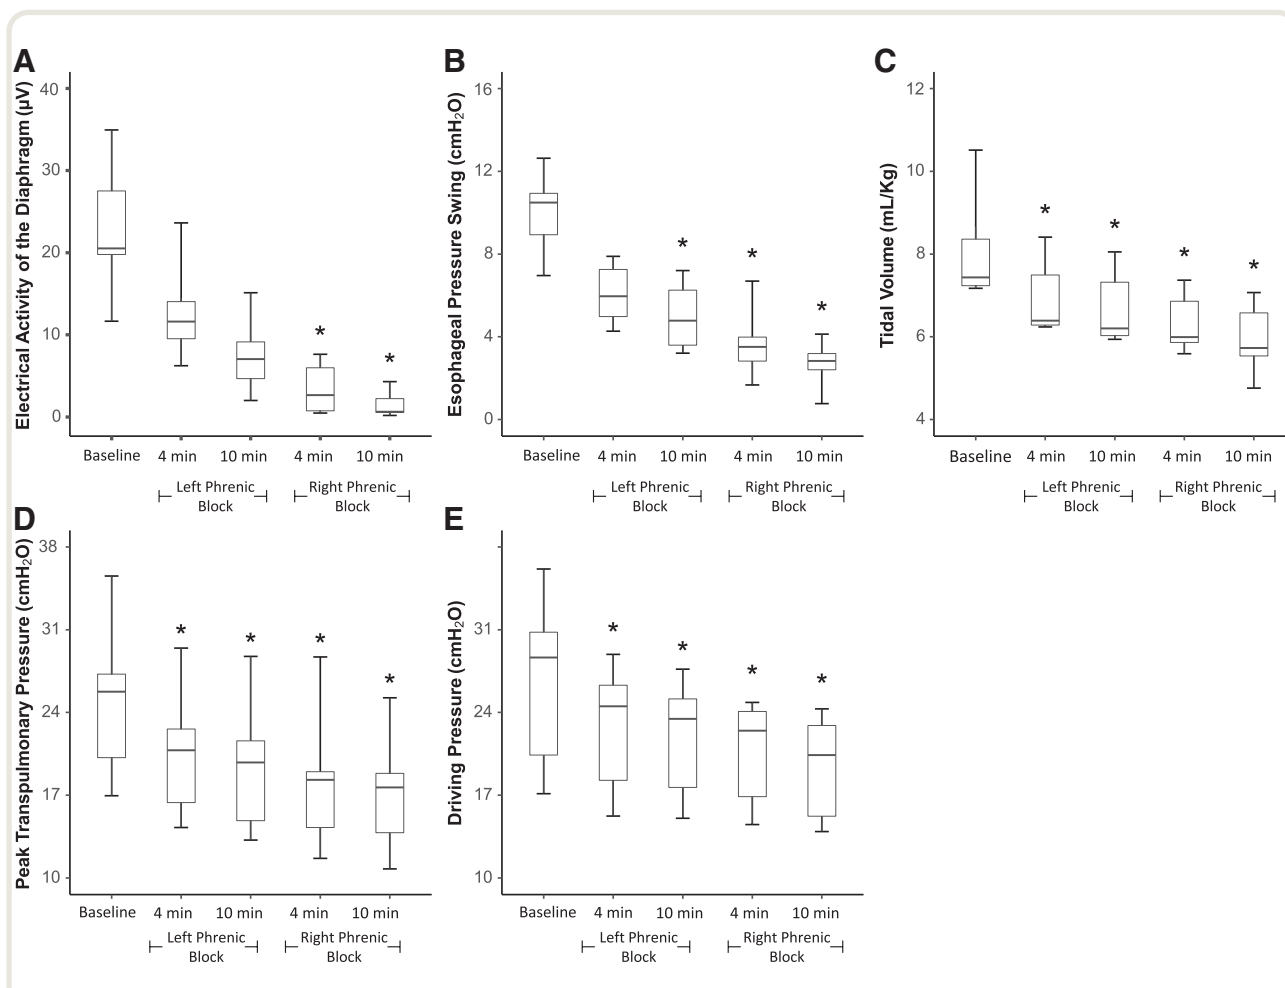 A
Electrical Activity of the Diaphragm (µV)
40
30
20
10
0
*
*
Baseline
4 min
10 min
4 min
10 min
Left Phrenic
Block
Right Phrenic
Block
B
Esophageal Pressure Swing (cmH₂O)
16
12
8
4
0
*
*
*
Baseline
4 min
10 min
4 min
10 min
Left Phrenic
Block
Right Phrenic
Block
C
Tidal Volume (mL/Kg)
12
10
8
6
4
*
*
*
*
Baseline
4 min
10 min
4 min
10 min
Left Phrenic
Block
Right Phrenic
Block
D
Peak Transpulmonary Pressure (cmH₂O)
38
31
24
17
10
*
*
*
*
Baseline
4 min
10 min
4 min
10 min
Left Phrenic
Block
Right Phrenic
Block
E
Driving Pressure (cmH₂O)
31
24
17
10
*
*
*
*
Baseline
4 min
10 min
4 min
10 min
Left Phrenic
Block
Right Phrenic
Block